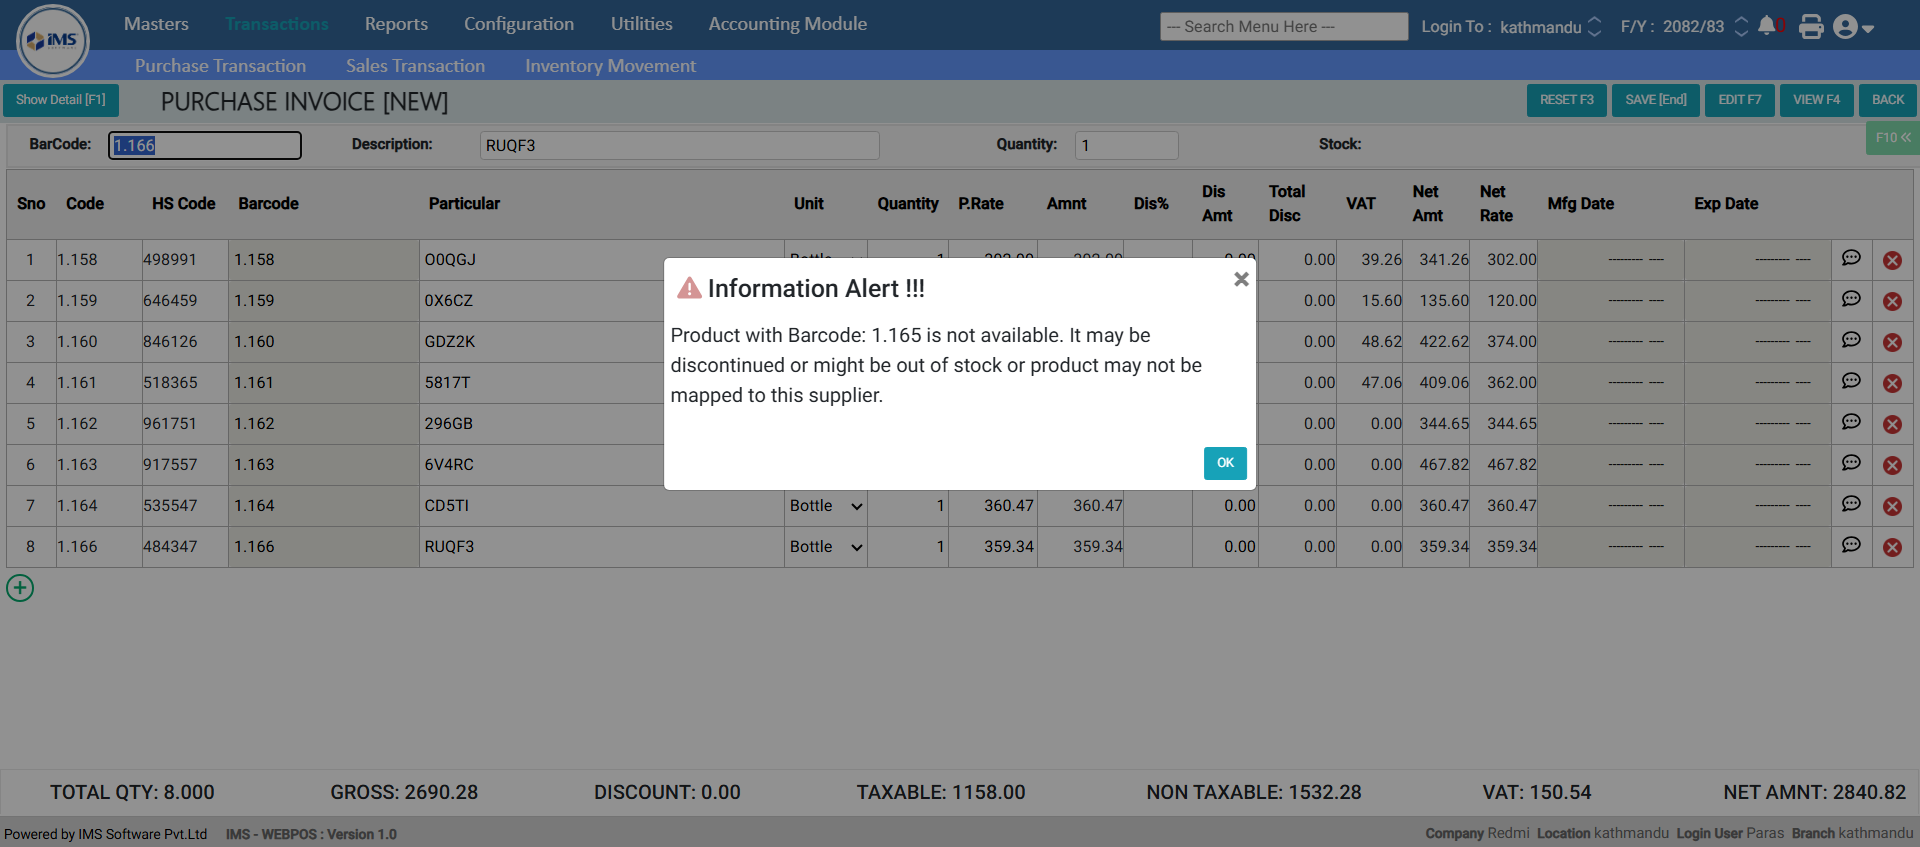 iMS
Masters Transactions Reports Configuration Utilities Accounting Module --- Search Menu Here --- Login To : kathmandu F/Y : 2082/83 0
Purchase Transaction Sales Transaction Inventory Movement
Show Detail [F1] PURCHASE INVOICE [NEW] RESET F3 SAVE [End] EDIT F7 VIEW F4 BACK
BarCode: 1.166 Description: RUQF3 Quantity: 1 Stock: F10 «
Sno Code HS Code Barcode Particular Unit Quantity P.Rate Amnt Dis% Dis Amt Total Disc VAT Net Amt Net Rate Mfg Date Exp Date
1 1.158 498991 1.158 O0QGJ Bottle 1 302.00 302.00 0.00 0.00 39.26 341.26 302.00 --------- ---- --------- ----
2 1.159 646459 1.159 0X6CZ 0.00 15.60 135.60 120.00 --------- ---- --------- ----
3 1.160 846126 1.160 GDZ2K 0.00 48.62 422.62 374.00 --------- ---- --------- ----
4 1.161 518365 1.161 5817T 0.00 47.06 409.06 362.00 --------- ---- --------- ----
5 1.162 961751 1.162 296GB 0.00 0.00 344.65 344.65 --------- ---- --------- ----
6 1.163 917557 1.163 6V4RC 0.00 0.00 467.82 467.82 --------- ---- --------- ----
7 1.164 535547 1.164 CD5TI Bottle 1 360.47 360.47 0.00 0.00 0.00 360.47 360.47 --------- ---- --------- ----
8 1.166 484347 1.166 RUQF3 Bottle 1 359.34 359.34 0.00 0.00 0.00 359.34 359.34 --------- ---- --------- ----
Information Alert !!!
Product with Barcode: 1.165 is not available. It may be
discontinued or might be out of stock or product may not be
mapped to this supplier.
OK
TOTAL QTY: 8.000 GROSS: 2690.28 DISCOUNT: 0.00 TAXABLE: 1158.00 NON TAXABLE: 1532.28 VAT: 150.54 NET AMNT: 2840.82
Powered by IMS Software Pvt.Ltd IMS - WEBPOS : Version 1.0 Company Redmi Location kathmandu Login User Paras Branch kathmandu